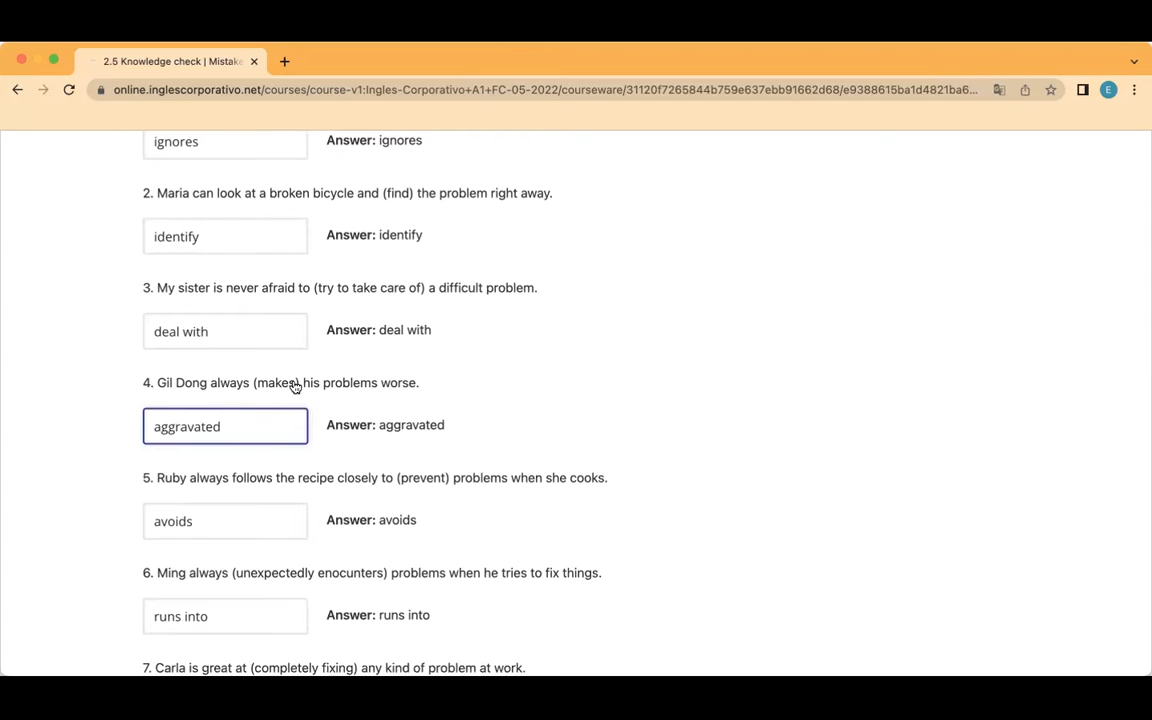 2.5 Knowledge check | Mistake
online.inglescorporativo.net/courses/course-v1:Ingles-Corporativo+A1+FC-05-2022/courseware/31120f7265844b759e637ebb91662d68/e9388615ba1d4821ba6...
E
ignores Answer: ignores
2. Maria can look at a broken bicycle and (find) the problem right away.
identify Answer: identify
3. My sister is never afraid to (try to take care of) a difficult problem.
deal with Answer: deal with
4. Gil Dong always (makes) his problems worse.
aggravated Answer: aggravated
5. Ruby always follows the recipe closely to (prevent) problems when she cooks.
avoids Answer: avoids
6. Ming always (unexpectedly enocunters) problems when he tries to fix things.
runs into Answer: runs into
7. Carla is great at (completely fixing) any kind of problem at work.